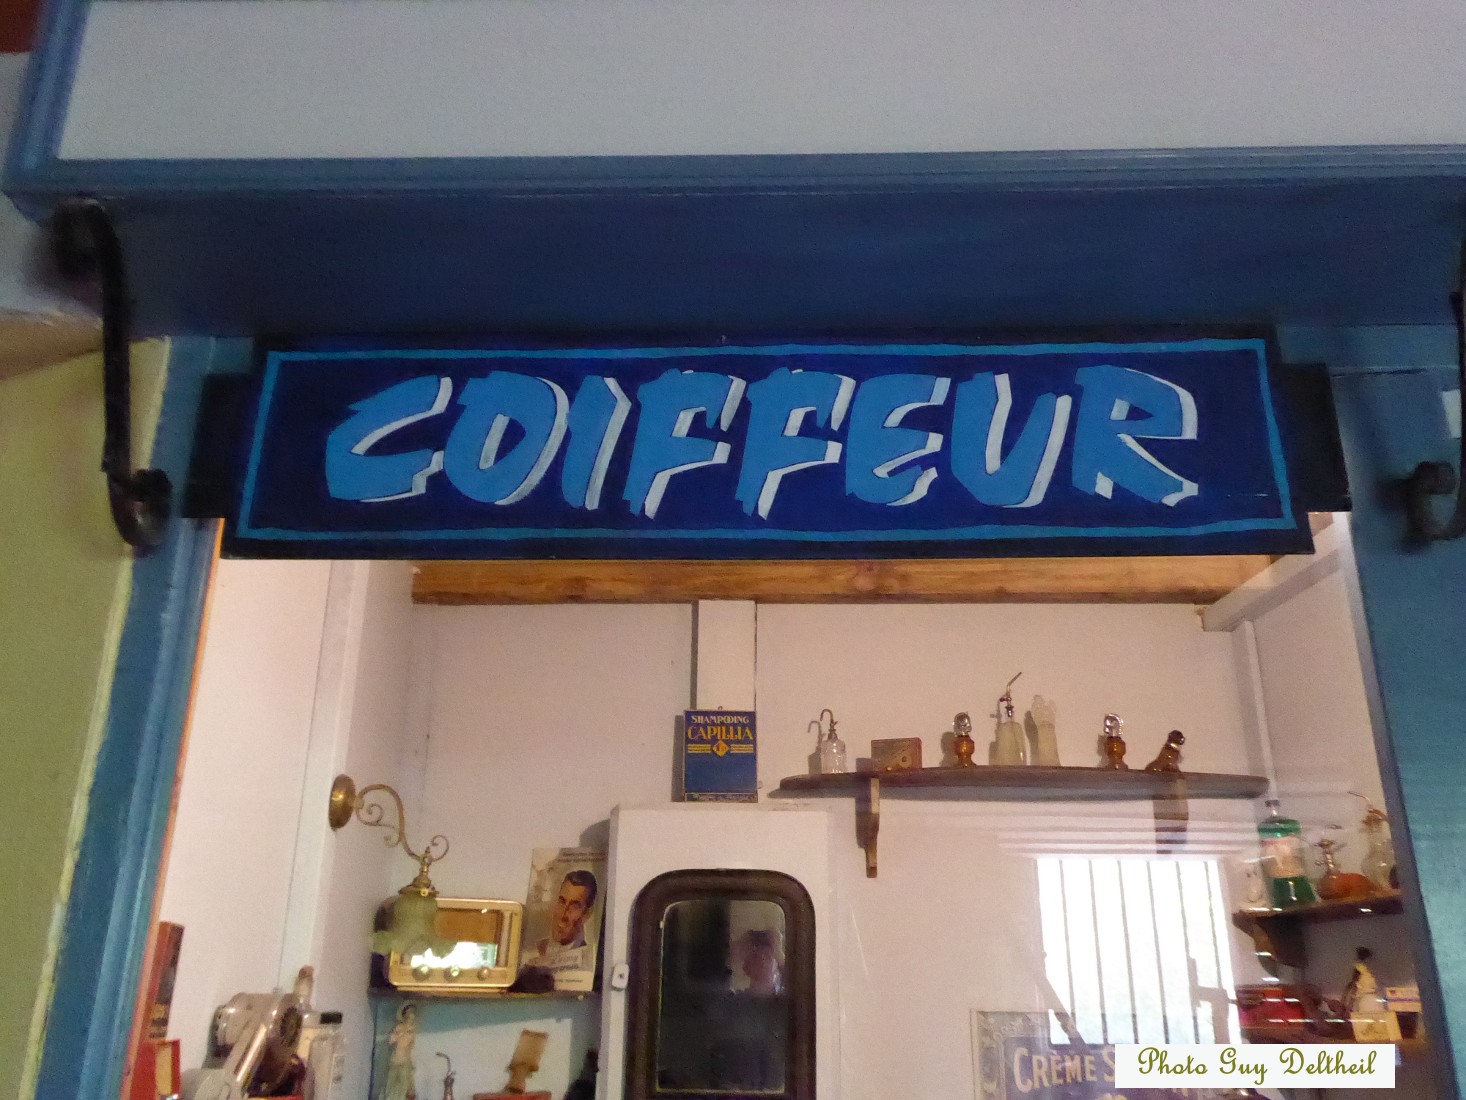 COIFFEUR
SHAMPOOING
CAPILLIA
CRÈME S
Photo Guy Deltheil